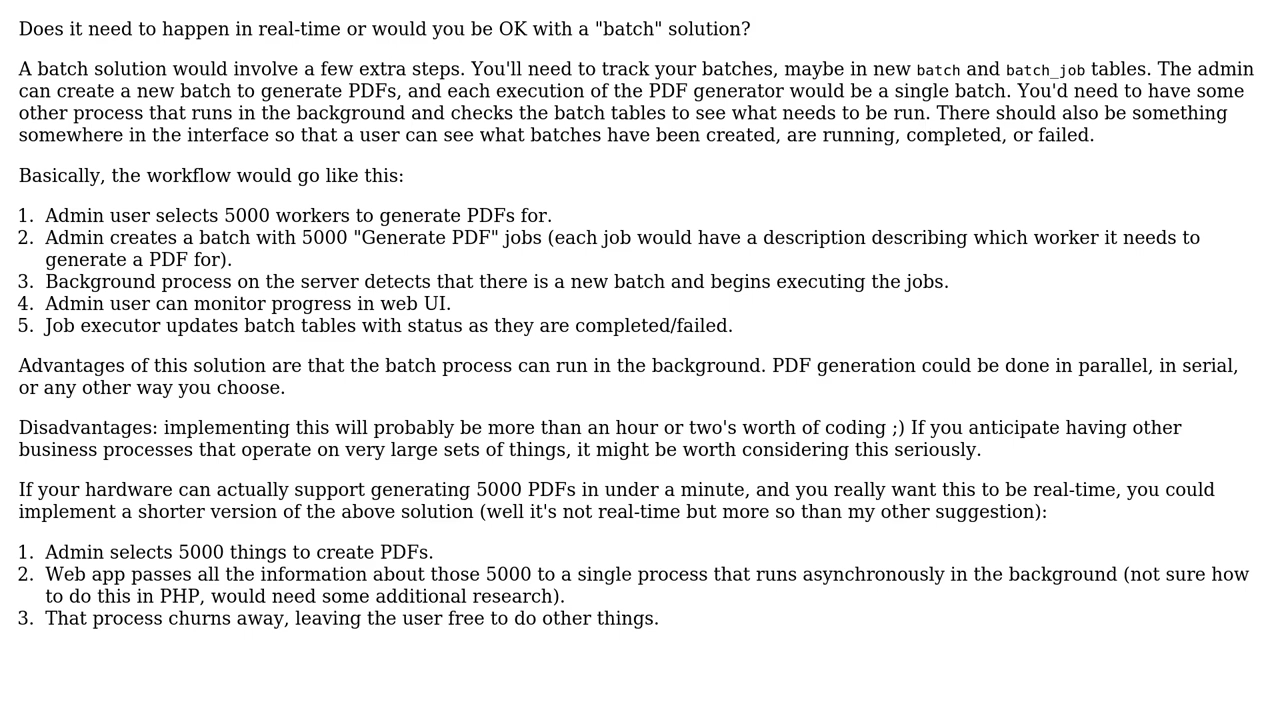 Does it need to happen in real-time or would you be OK with a "batch" solution?
A batch solution would involve a few extra steps. You'll need to track your batches, maybe in new batch and batch_job tables. The admin
can create a new batch to generate PDFs, and each execution of the PDF generator would be a single batch. You'd need to have some
other process that runs in the background and checks the batch tables to see what needs to be run. There should also be something
somewhere in the interface so that a user can see what batches have been created, are running, completed, or failed.
Basically, the workflow would go like this:
1. Admin user selects 5000 workers to generate PDFs for.
2. Admin creates a batch with 5000 "Generate PDF" jobs (each job would have a description describing which worker it needs to
generate a PDF for).
3. Background process on the server detects that there is a new batch and begins executing the jobs.
4. Admin user can monitor progress in web UI.
5. Job executor updates batch tables with status as they are completed/failed.
Advantages of this solution are that the batch process can run in the background. PDF generation could be done in parallel, in serial,
or any other way you choose.
Disadvantages: implementing this will probably be more than an hour or two's worth of coding ;) If you anticipate having other
business processes that operate on very large sets of things, it might be worth considering this seriously.
If your hardware can actually support generating 5000 PDFs in under a minute, and you really want this to be real-time, you could
implement a shorter version of the above solution (well it's not real-time but more so than my other suggestion):
1. Admin selects 5000 things to create PDFs.
2. Web app passes all the information about those 5000 to a single process that runs asynchronously in the background (not sure how
to do this in PHP, would need some additional research).
3. That process churns away, leaving the user free to do other things.